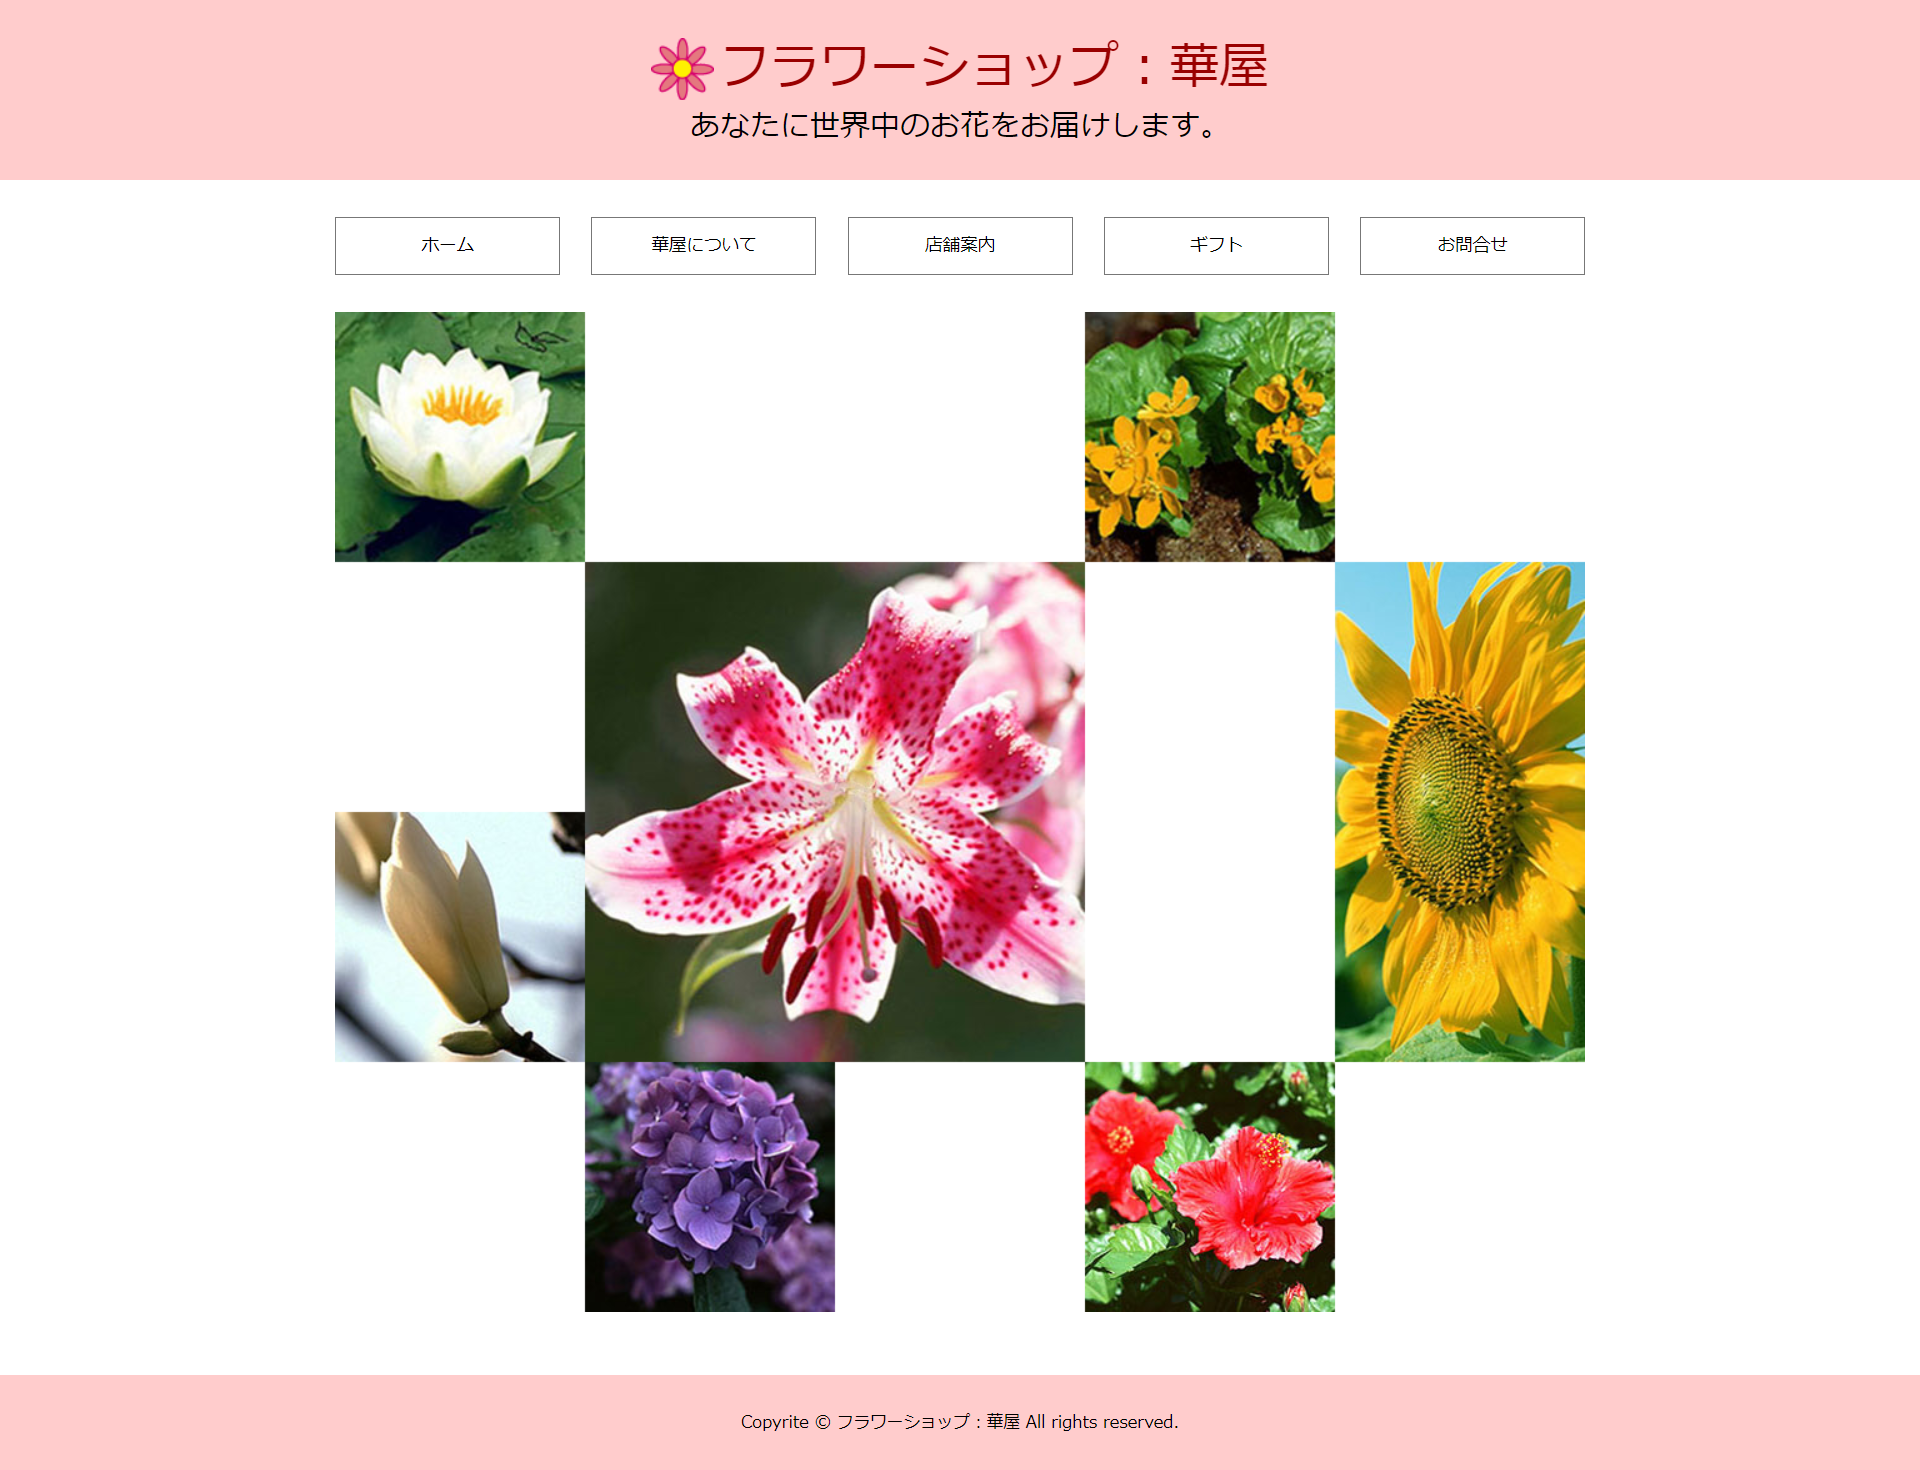 フラワーショップ：華屋
あなたに世界中のお花をお届けします。
ホーム
華屋について
店舗案内
ギフト
お問合せ
Copyrite © フラワーショップ：華屋 All rights reserved.